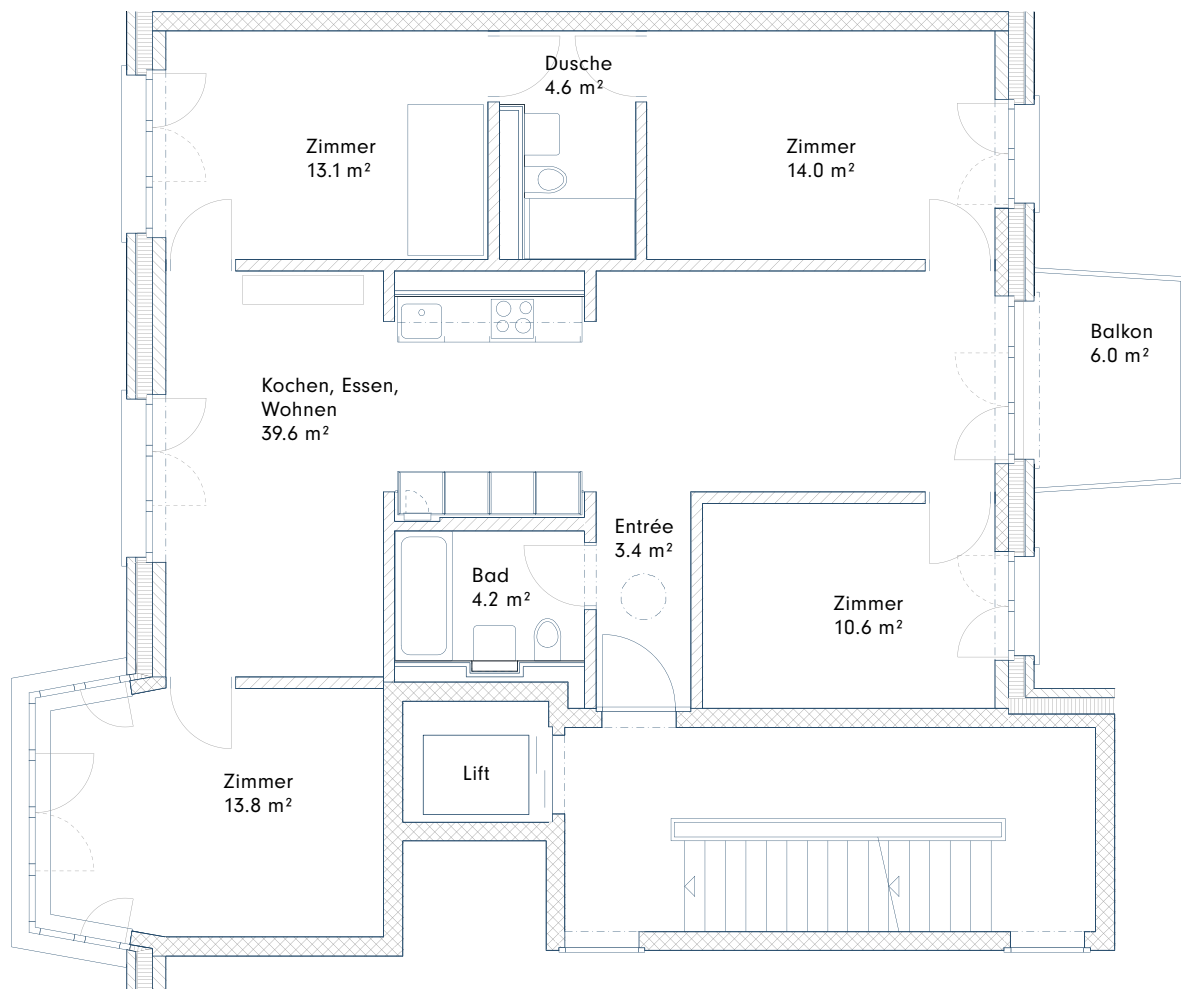 Dusche
4.6 m²
Zimmer
13.1 m²
Zimmer
14.0 m²
Balkon
6.0 m²
Kochen, Essen,
Wohnen
39.6 m²
Entrée
3.4 m²
Bad
4.2 m²
Zimmer
10.6 m²
Zimmer
13.8 m²
Lift